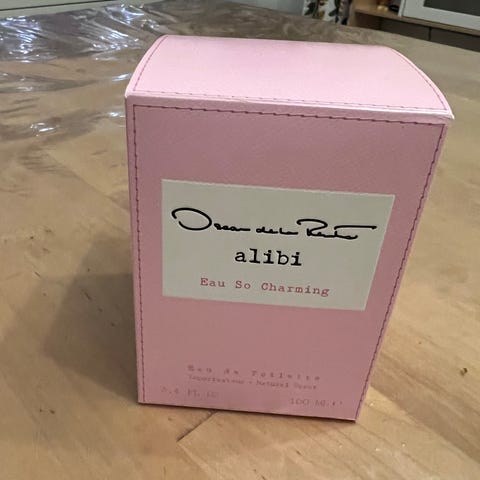 Oscar de la Renta
alibi
Eau So Charming
Eau de Toilette
Vaporisateur - Natural Spray
3.4 Fl. Oz
100 Ml. ℮